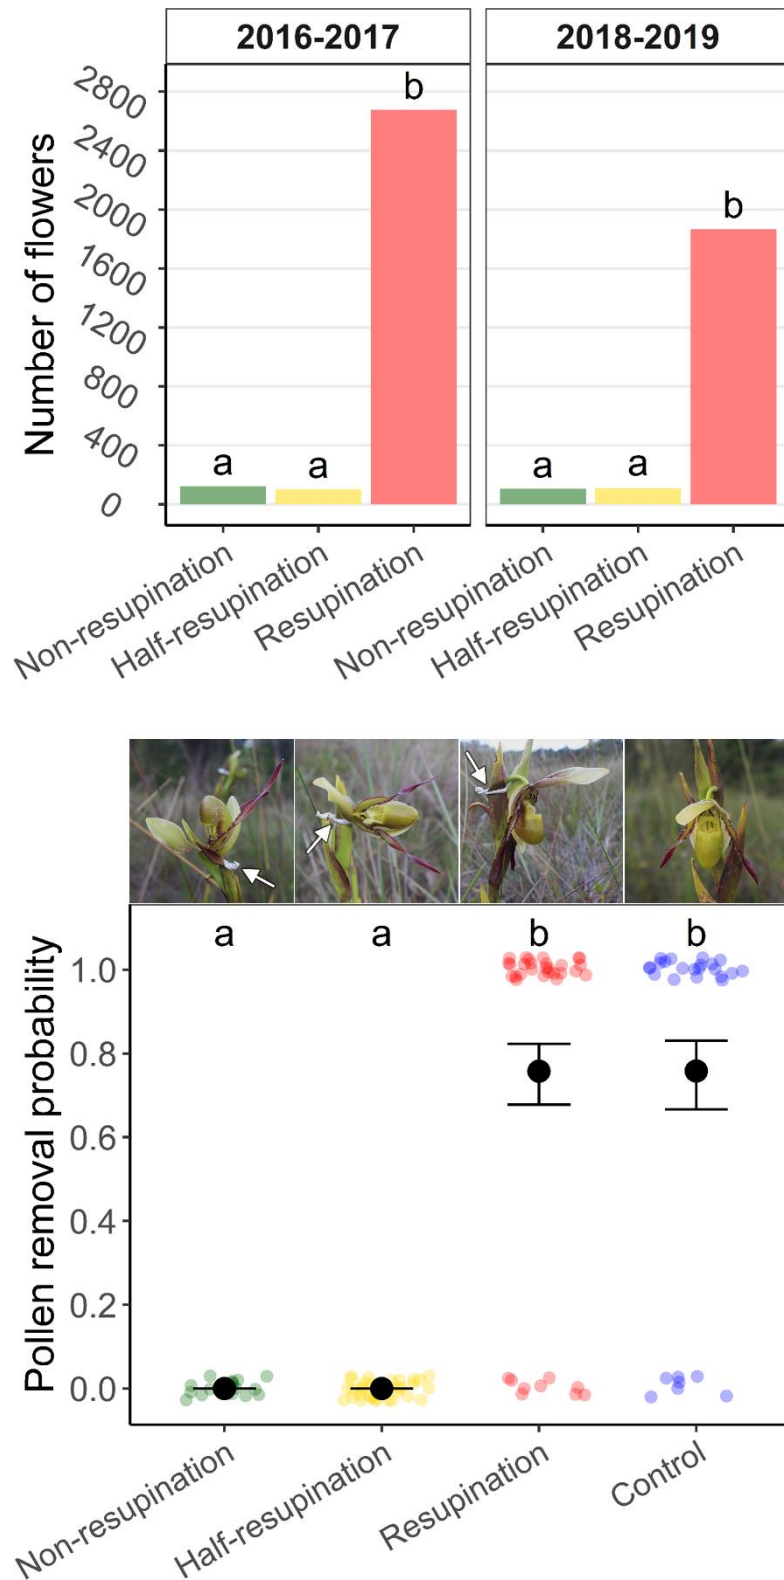 2016-2017
2018-2019
Number of flowers
2800
2400
2000
1600
1200
800
400
0
a
a
b
a
a
b
Non-resupination
Half-resupination
Resupination
Non-resupination
Half-resupination
Resupination
Pollen removal probability
1.0
0.8
0.6
0.4
0.2
0.0
a
a
b
b
Non-resupination
Half-resupination
Resupination
Control